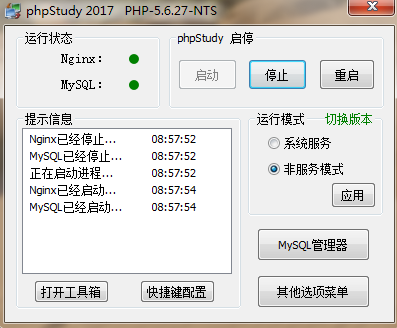 phpStudy 2017 PHP-5.6.27-NTS
运行状态
Nginx:
MySQL:
phpStudy 启停
启动 停止 重启
提示信息
Nginx已经停止... 08:57:52
MySQL已经停止... 08:57:52
正在启动进程... 08:57:52
Nginx已经启动... 08:57:54
MySQL已经启动... 08:57:54
打开工具箱 快捷键配置
运行模式 切换版本
系统服务
非服务模式
应用
MySQL管理器
其他选项菜单